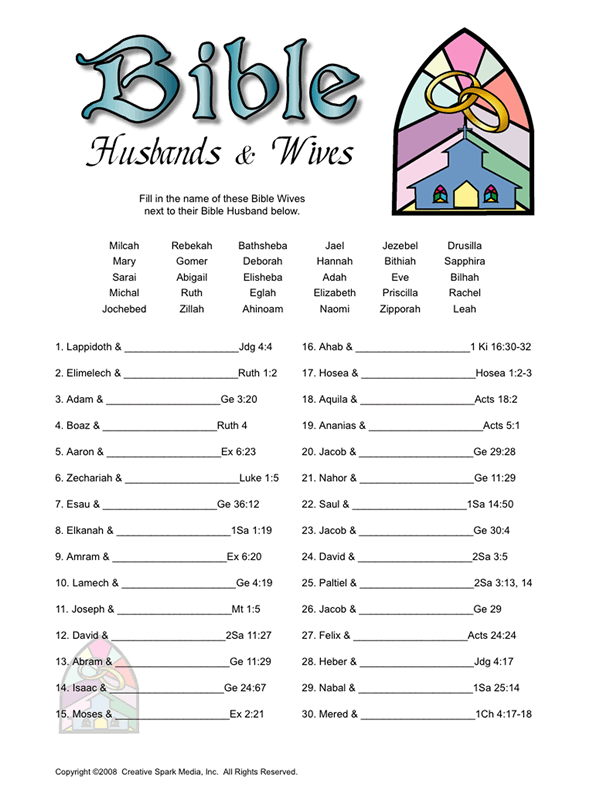 Bible
Husbands & Wives
Fill in the name of these Bible Wives
next to their Bible Husband below.
Milcah Rebekah Bathsheba Jael Jezebel Drusilla
Mary Gomer Deborah Hannah Bithiah Sapphira
Sarai Abigail Elisheba Adah Eve Bilhah
Michal Ruth Eglah Elizabeth Priscilla Rachel
Jochebed Zillah Ahinoam Naomi Zipporah Leah
1. Lappidoth & ____________________Jdg 4:4
2. Elimelech & ____________________Ruth 1:2
3. Adam & ____________________Ge 3:20
4. Boaz & ____________________Ruth 4
5. Aaron & ____________________Ex 6:23
6. Zechariah & ____________________Luke 1:5
7. Esau & ____________________Ge 36:12
8. Elkanah & ____________________1Sa 1:19
9. Amram & ____________________Ex 6:20
10. Lamech & ____________________Ge 4:19
11. Joseph & ____________________Mt 1:5
12. David & ____________________2Sa 11:27
13. Abram & ____________________Ge 11:29
14. Isaac & ____________________Ge 24:67
15. Moses & ____________________Ex 2:21
16. Ahab & ____________________1 Ki 16:30-32
17. Hosea & ____________________Hosea 1:2-3
18. Aquila & ____________________Acts 18:2
19. Ananias & ____________________Acts 5:1
20. Jacob & ____________________Ge 29:28
21. Nahor & ____________________Ge 11:29
22. Saul & ____________________1Sa 14:50
23. Jacob & ____________________Ge 30:4
24. David & ____________________2Sa 3:5
25. Paltiel & ____________________2Sa 3:13, 14
26. Jacob & ____________________Ge 29
27. Felix & ____________________Acts 24:24
28. Heber & ____________________Jdg 4:17
29. Nabal & ____________________1Sa 25:14
30. Mered & ____________________1Ch 4:17-18
Copyright ©2008 Creative Spark Media, Inc. All Rights Reserved.